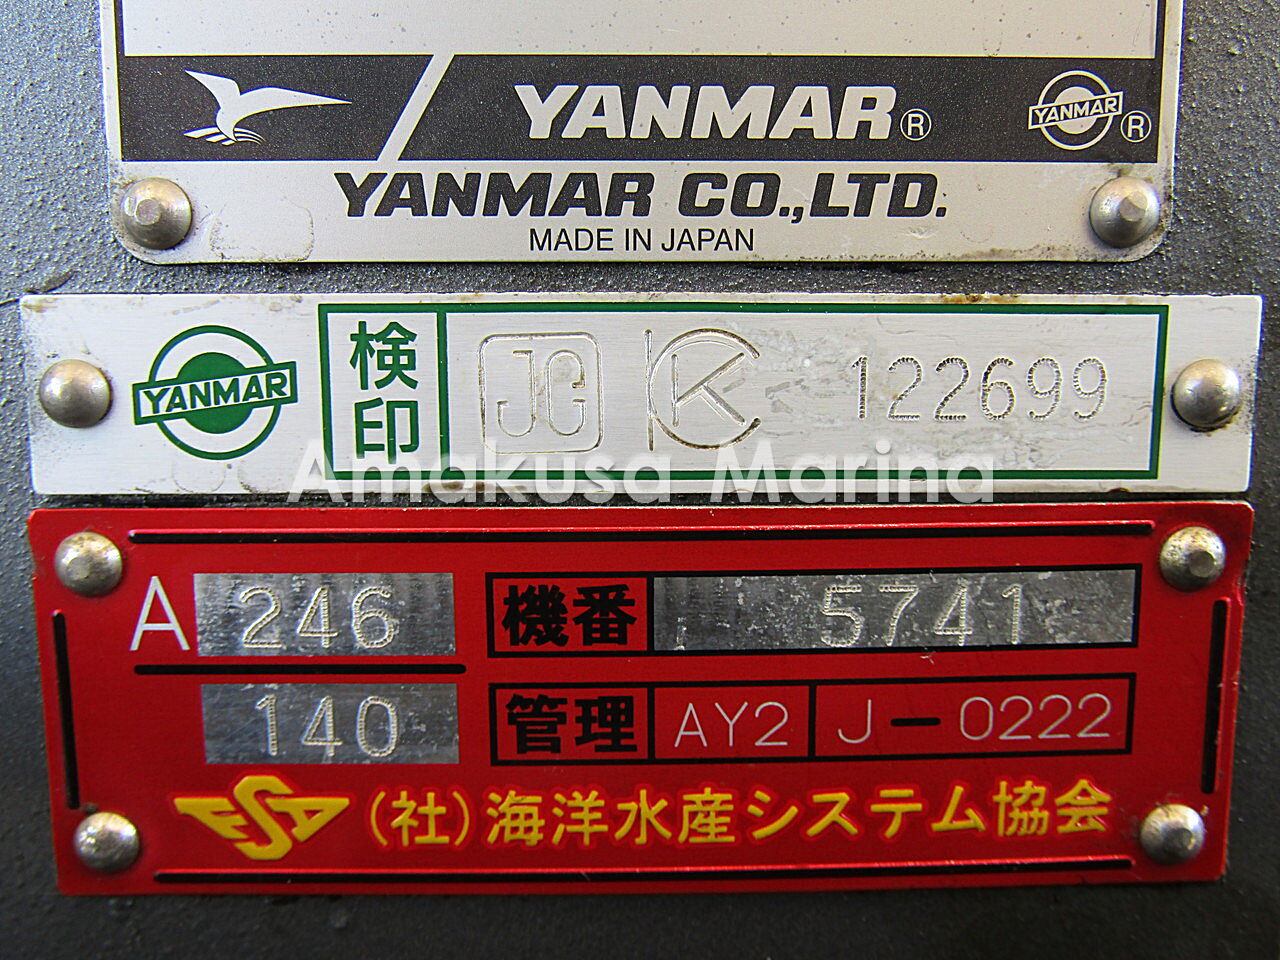 YANMAR® YANMAR®
YANMAR CO.,LTD.
MADE IN JAPAN
YANMAR 検印 JG K 122699
Amakusa Marina
A 246 機番 5741
140 管理 AY2 J-0222
FSA (社)海洋水産システム協会